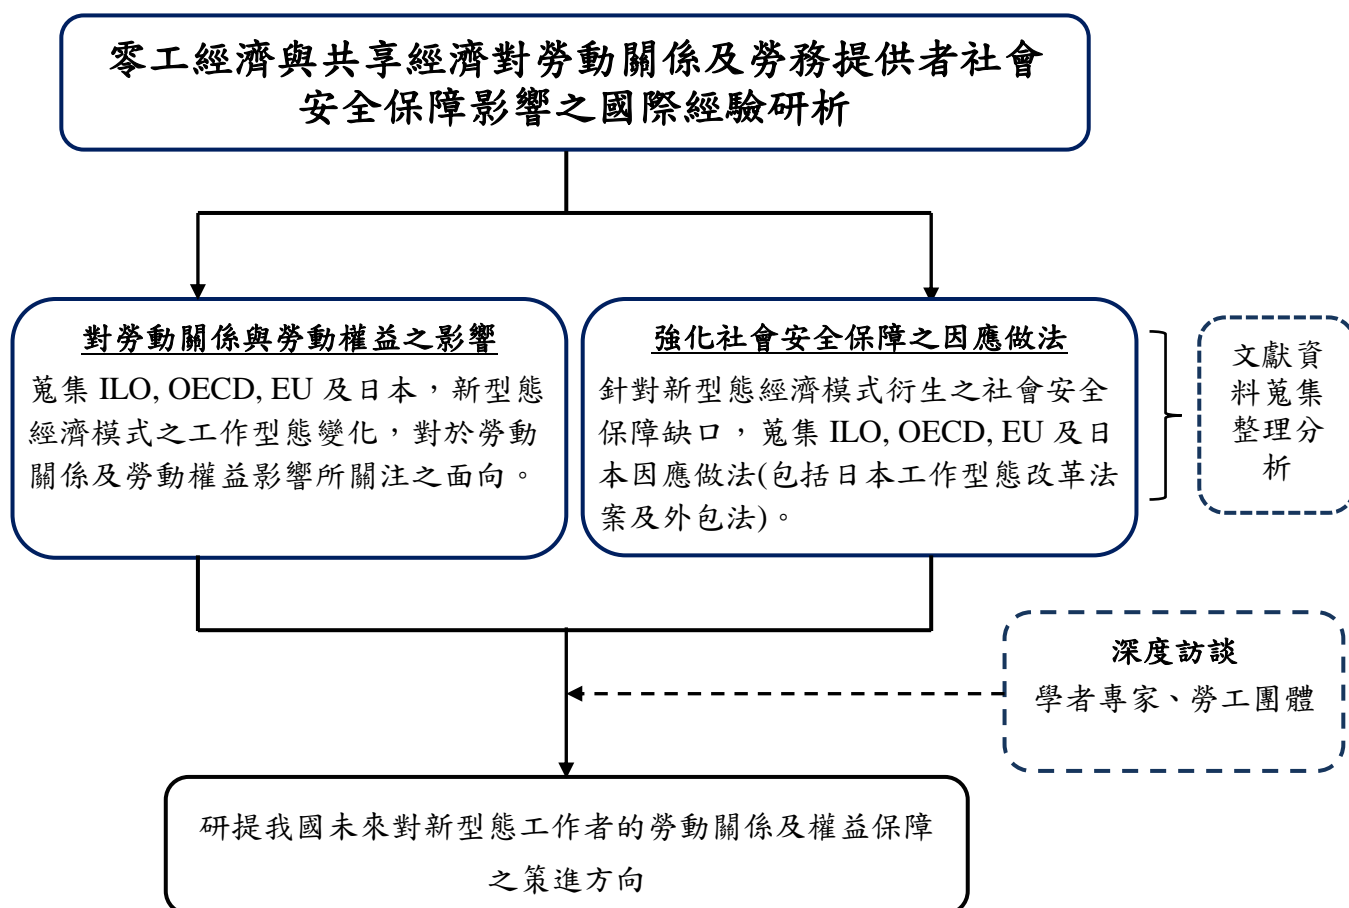 零工經濟與共享經濟對勞動關係及勞務提供者社會
安全保障影響之國際經驗研析
對勞動關係與勞動權益之影響
蒐集 ILO, OECD, EU 及日本，新型態
經濟模式之工作型態變化，對於勞動
關係及勞動權益影響所關注之面向。
強化社會安全保障之因應做法
針對新型態經濟模式衍生之社會安全
保障缺口，蒐集 ILO, OECD, EU 及日
本因應做法(包括日本工作型態改革法
案及外包法)。
文獻資
料蒐集
整理分
析
深度訪談
學者專家、勞工團體
研提我國未來對新型態工作者的勞動關係及權益保障
之策進方向